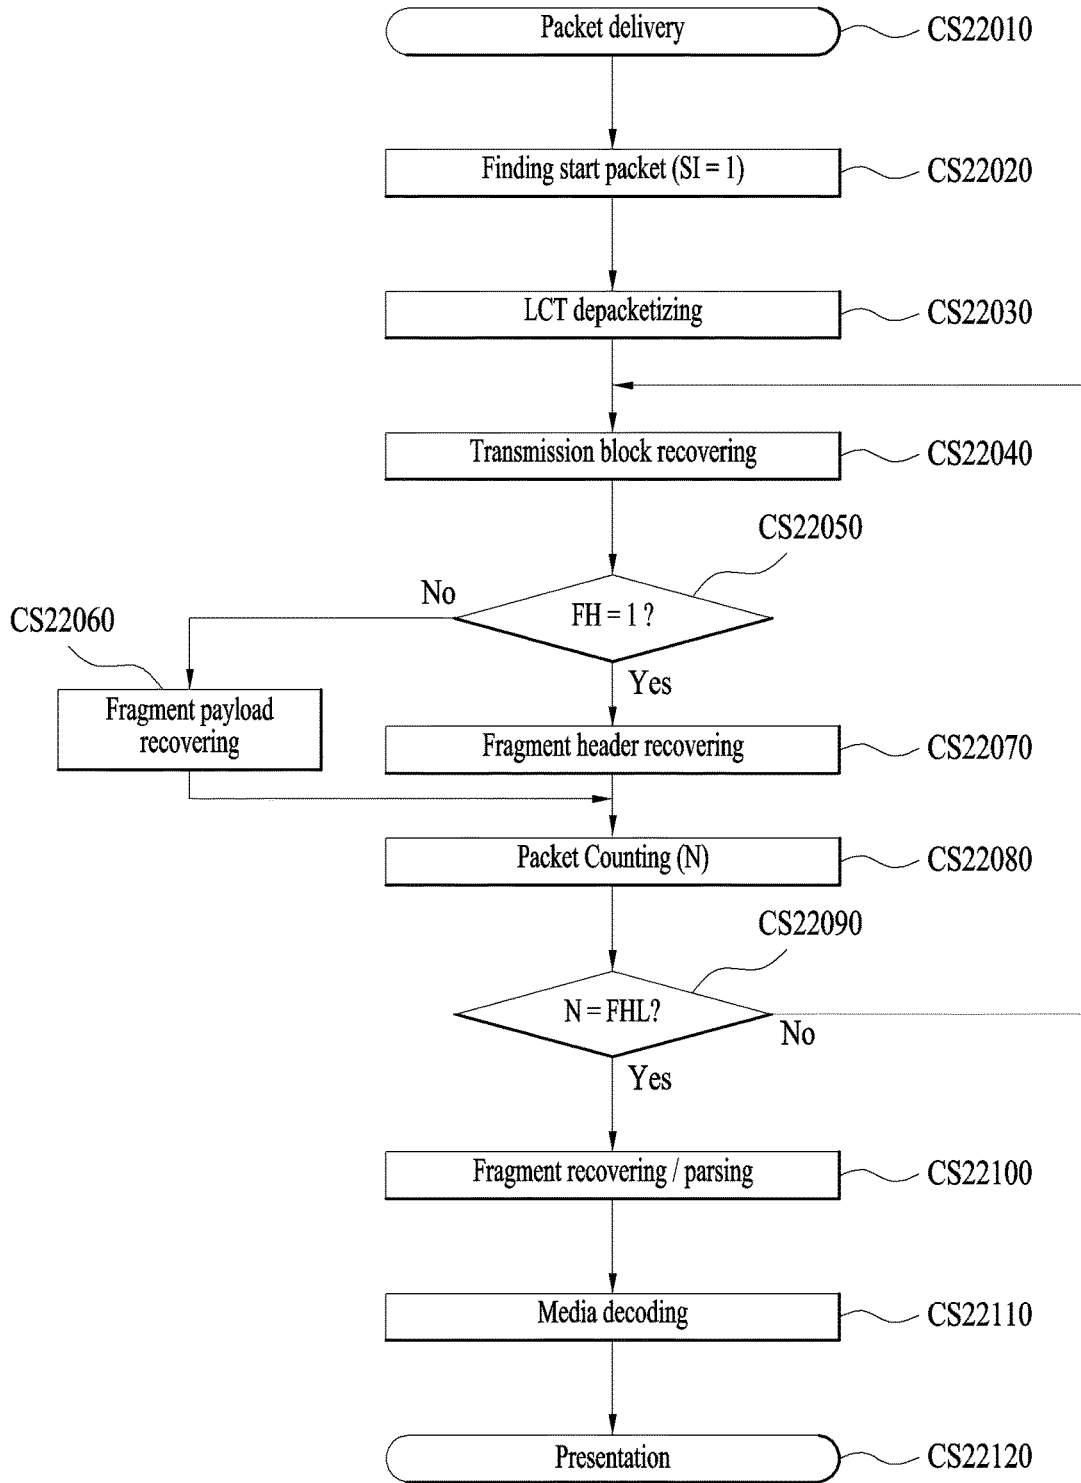 Packet delivery
CS22010
Finding start packet (SI = 1)
CS22020
LCT depacketizing
CS22030
Transmission block recovering
CS22040
CS22050
FH = 1 ?
No
Yes
CS22060
Fragment payload
recovering
Fragment header recovering
CS22070
Packet Counting (N)
CS22080
CS22090
N = FHL?
No
Yes
Fragment recovering / parsing
CS22100
Media decoding
CS22110
Presentation
CS22120